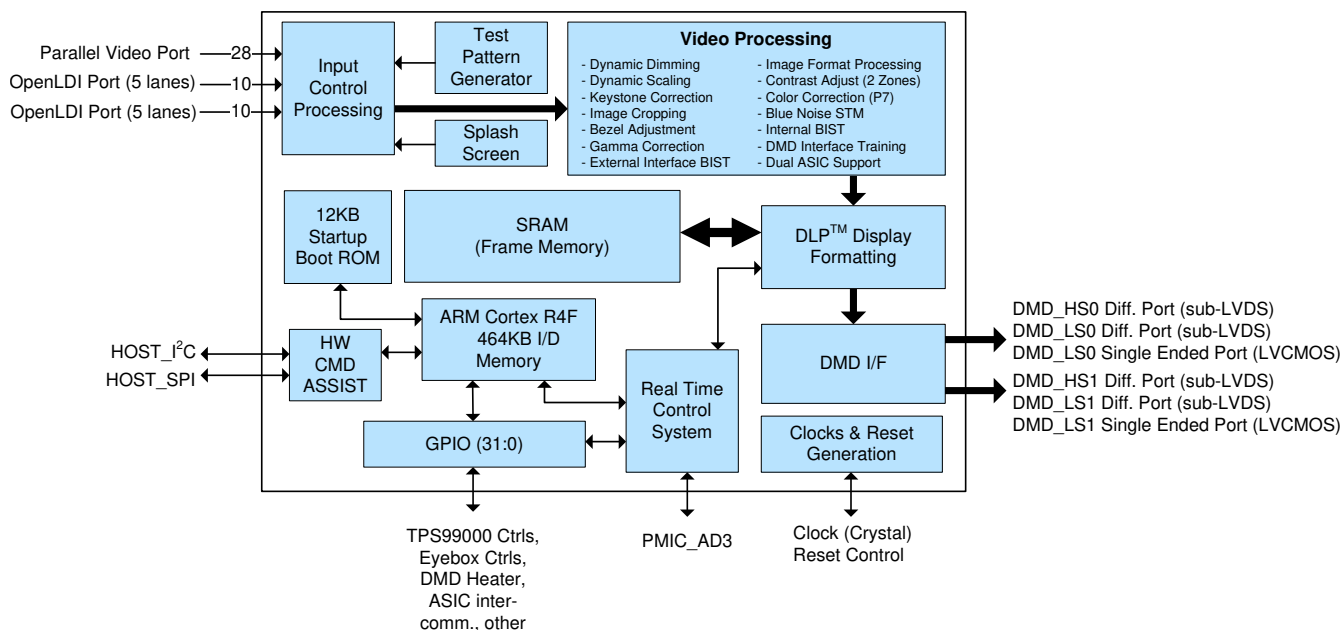 Parallel Video Port
28
OpenLDI Port (5 lanes)
10
OpenLDI Port (5 lanes)
10
Input
Control
Processing
Test
Pattern
Generator
Splash
Screen
Video Processing
- Dynamic Dimming
- Dynamic Scaling
- Keystone Correction
- Image Cropping
- Bezel Adjustment
- Gamma Correction
- External Interface BIST
- Image Format Processing
- Contrast Adjust (2 Zones)
- Color Correction (P7)
- Blue Noise STM
- Internal BIST
- DMD Interface Training
- Dual ASIC Support
12KB
Startup
Boot ROM
SRAM
(Frame Memory)
DLP™ Display
Formatting
HOST_I²C
HOST_SPI
HW
CMD
ASSIST
ARM Cortex R4F
464KB I/D
Memory
Real Time
Control
System
DMD I/F
DMD_HS0 Diff. Port (sub-LVDS)
DMD_LS0 Diff. Port (sub-LVDS)
DMD_LS0 Single Ended Port (LVCMOS)
DMD_HS1 Diff. Port (sub-LVDS)
DMD_LS1 Diff. Port (sub-LVDS)
DMD_LS1 Single Ended Port (LVCMOS)
GPIO (31:0)
Clocks & Reset
Generation
TPS99000 Ctrls,
Eyebox Ctrls,
DMD Heater,
ASIC inter-
comm., other
PMIC_AD3
Clock (Crystal)
Reset Control